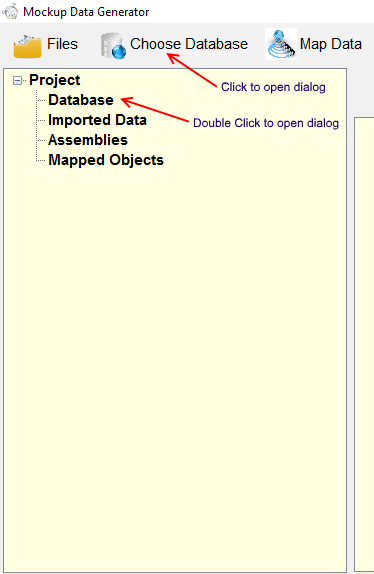 Mockup Data Generator
Files
Choose Database
Map Data
Click to open dialog
Project
Database
Double Click to open dialog
Imported Data
Assemblies
Mapped Objects